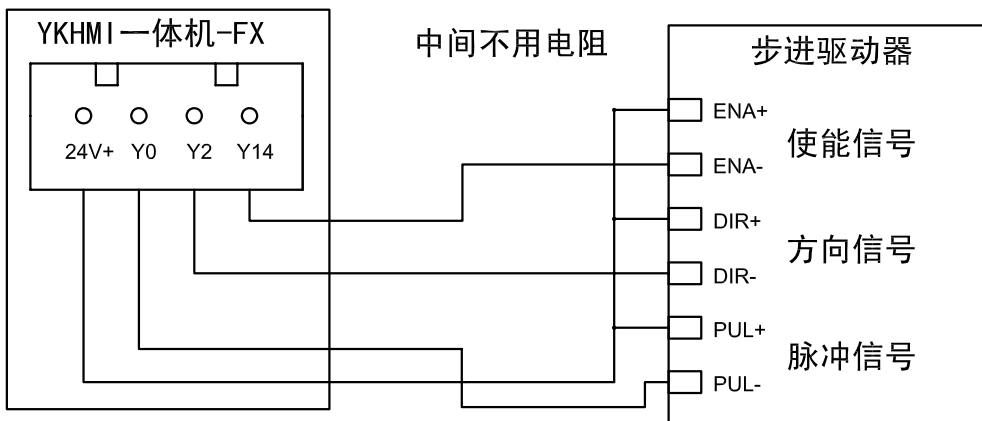 YKHMI一体机-FX
中间不用电阻
步进驱动器
24V+ Y0 Y2 Y14
ENA+
使能信号
ENA-
DIR+
方向信号
DIR-
PUL+
脉冲信号
PUL-